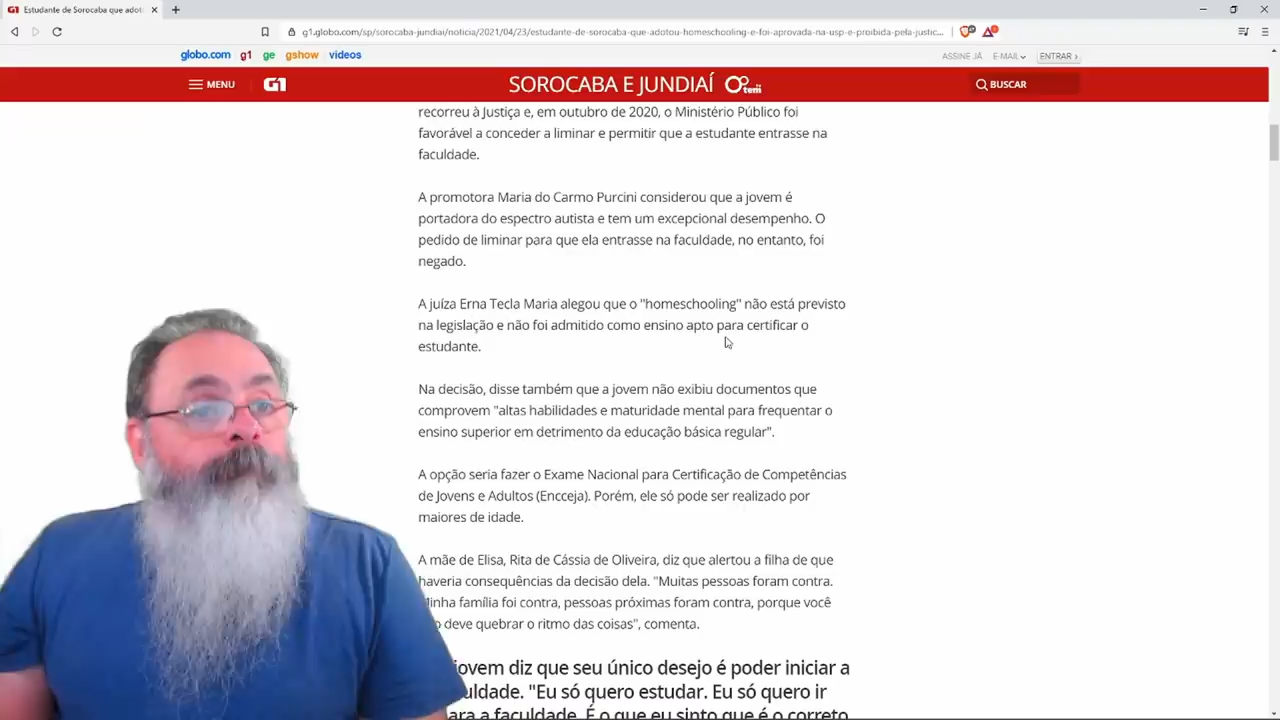 G1 Estudante de Sorocaba que adot
g1.globo.com/sp/sorocaba-jundiai/noticia/2021/04/23/estudante-de-sorocaba-que-adotou-homeschooling-e-foi-aprovada-na-usp-e-proibida-pela-justic...
globo.com g1 ge gshow videos
ASSINE JÁ E-MAIL ENTRAR ›
MENU G1 SOROCABA E JUNDIAÍ tem BUSCAR
recorreu à Justiça e, em outubro de 2020, o Ministério Público foi
favorável a conceder a liminar e permitir que a estudante entrasse na
faculdade.
A promotora Maria do Carmo Purcini considerou que a jovem é
portadora do espectro autista e tem um excepcional desempenho. O
pedido de liminar para que ela entrasse na faculdade, no entanto, foi
negado.
A juíza Erna Tecla Maria alegou que o "homeschooling" não está previsto
na legislação e não foi admitido como ensino apto para certificar o
estudante.
Na decisão, disse também que a jovem não exibiu documentos que
comprovem "altas habilidades e maturidade mental para frequentar o
ensino superior em detrimento da educação básica regular".
A opção seria fazer o Exame Nacional para Certificação de Competências
de Jovens e Adultos (Encceja). Porém, ele só pode ser realizado por
maiores de idade.
A mãe de Elisa, Rita de Cássia de Oliveira, diz que alertou a filha de que
haveria consequências da decisão dela. "Muitas pessoas foram contra.
inha família foi contra, pessoas próximas foram contra, porque você
deve quebrar o ritmo das coisas", comenta.
jovem diz que seu único desejo é poder iniciar a
uldade. "Eu só quero estudar. Eu só quero ir
ara a faculdade. É o que eu sinto que é o correto